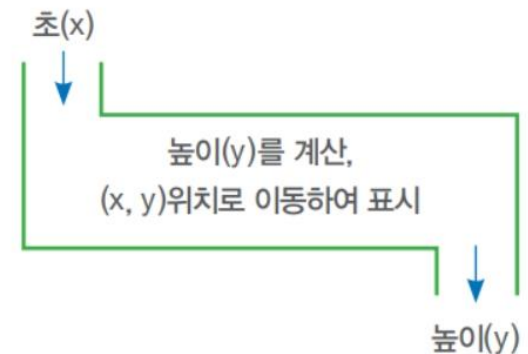 초(x)
높이(y)를 계산,
(x, y)위치로 이동하여 표시
높이(y)